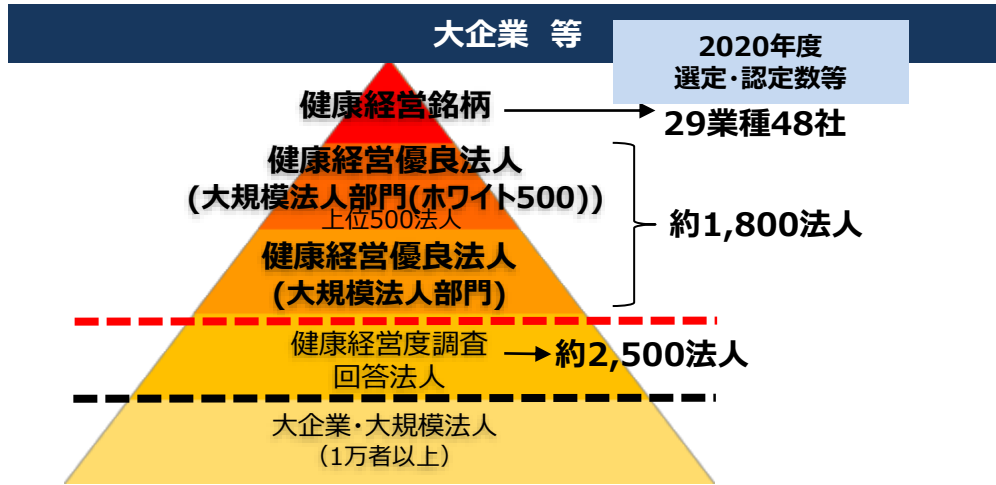 大企業 等
2020年度
選定・認定数等
健康経営銘柄
29業種48社
健康経営優良法人
(大規模法人部門(ホワイト500))
上位500法人
約1,800法人
健康経営優良法人
(大規模法人部門)
健康経営度調査
回答法人
約2,500法人
大企業・大規模法人
（1万者以上）